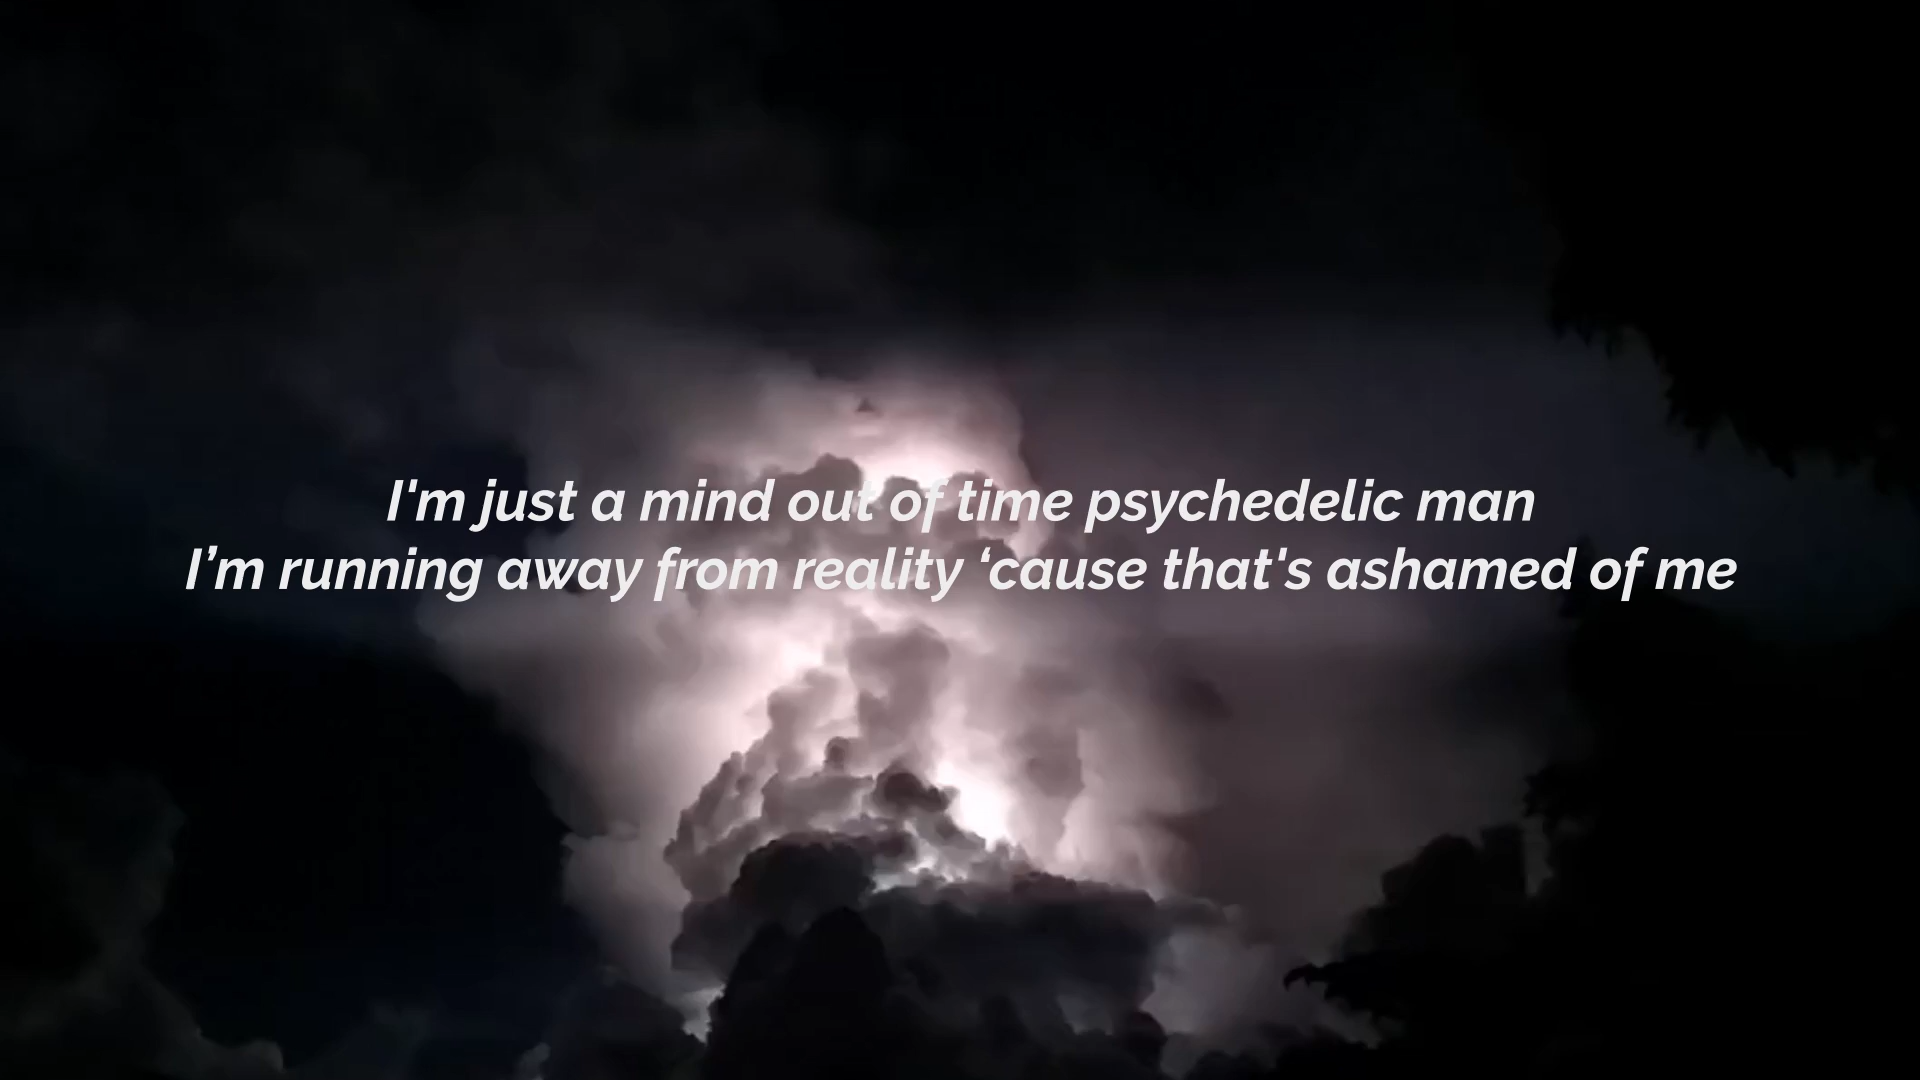 I'm just a mind out of time psychedelic man
I’m running away from reality ‘cause that's ashamed of me